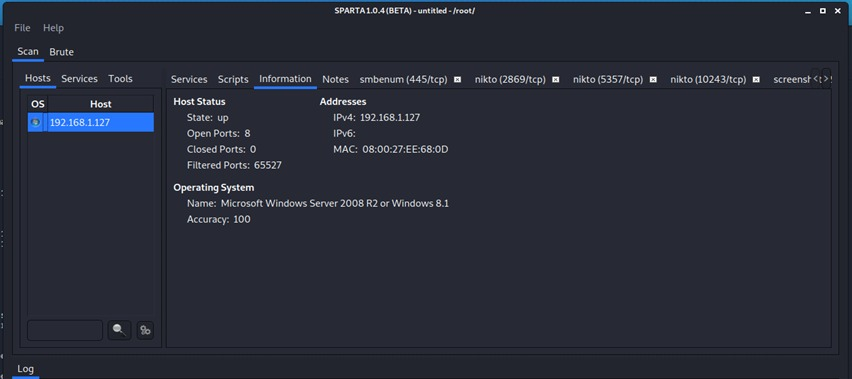 SPARTA 1.0.4 (BETA) - untitled - /root/
File Help
Scan Brute
Hosts Services Tools
Services Scripts Information Notes smbenum (445/tcp) nikto (2869/tcp) nikto (5357/tcp) nikto (10243/tcp)
OS Host
192.168.1.127
Host Status
State: up
Open Ports: 8
Closed Ports: 0
Filtered Ports: 65527
Addresses
IPv4: 192.168.1.127
IPv6:
MAC: 08:00:27:EE:68:0D
Operating System
Name: Microsoft Windows Server 2008 R2 or Windows 8.1
Accuracy: 100
Log